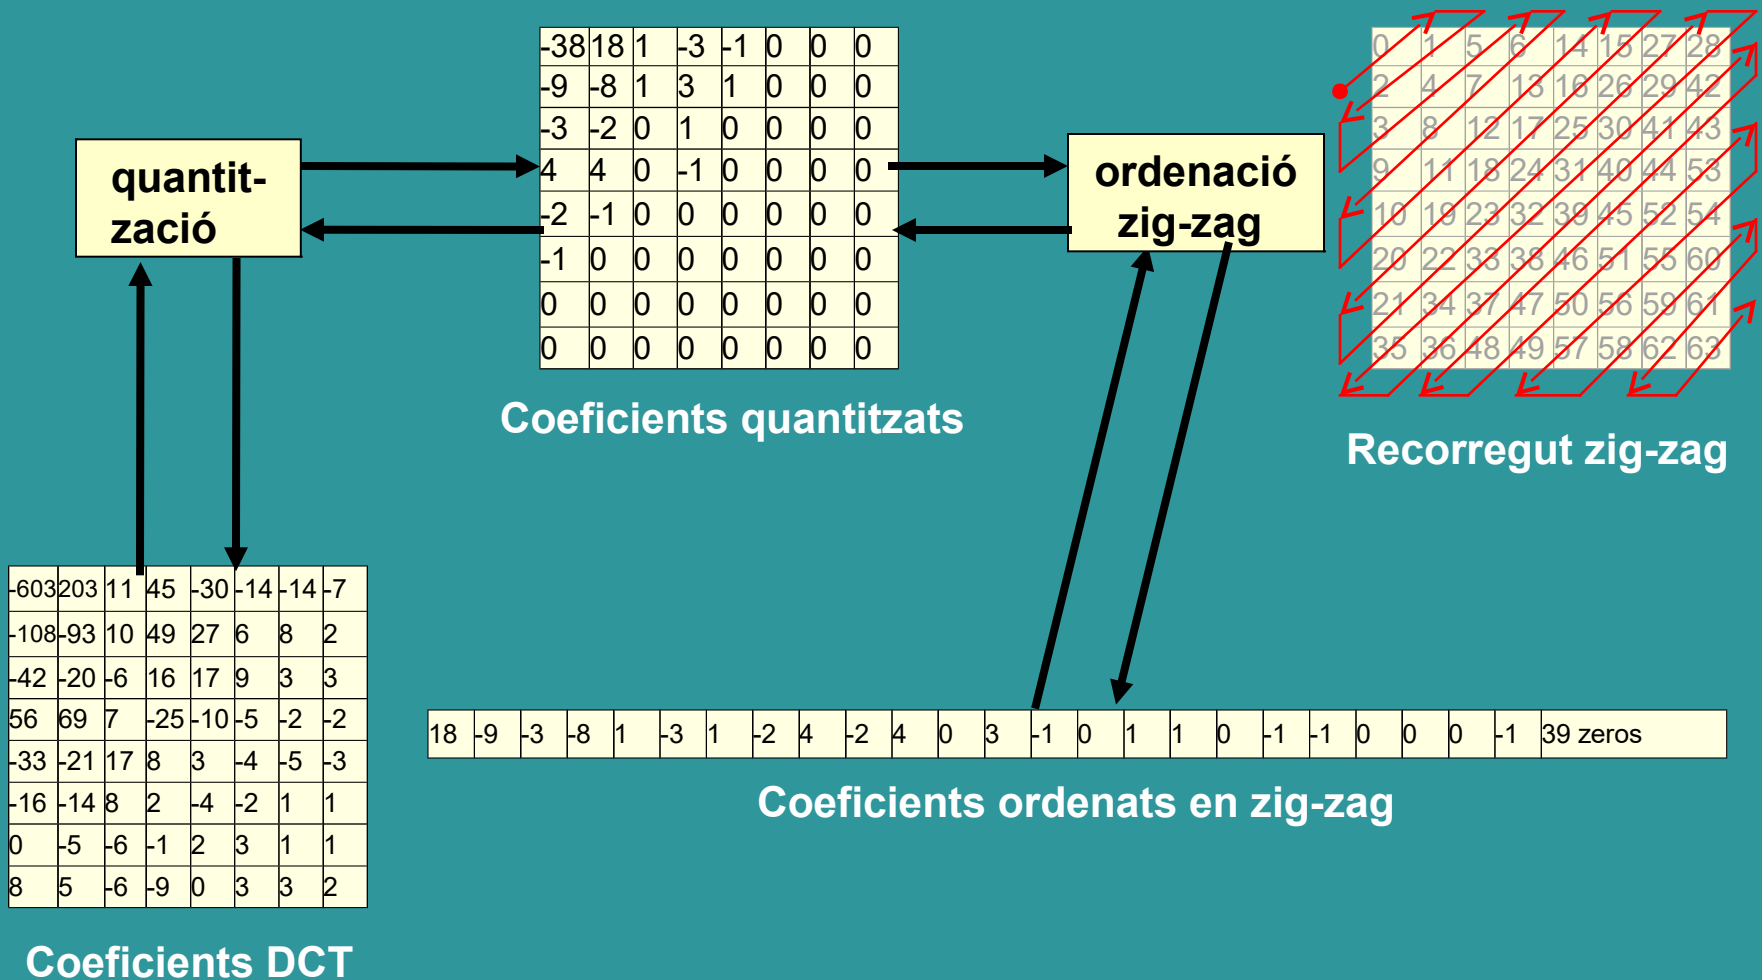 -38 18 1 -3 -1 0 0 0
-9 -8 1 3 1 0 0 0
-3 -2 0 1 0 0 0 0
4 4 0 -1 0 0 0 0
-2 -1 0 0 0 0 0 0
-1 0 0 0 0 0 0 0
0 0 0 0 0 0 0 0
0 0 0 0 0 0 0 0
Coeficients quantitzats
0 1 5 6 14 15 27 28
2 4 7 13 16 26 29 42
3 8 12 17 25 30 41 43
9 11 18 24 31 40 44 53
10 19 23 32 39 45 52 54
20 22 33 38 46 51 55 60
21 34 37 47 50 56 59 61
35 36 48 49 57 58 62 63
Recorregut zig-zag
quantit-
zació
ordenació
zig-zag
-603 203 11 45 -30 -14 -14 -7
-108 -93 10 49 27 6 8 2
-42 -20 -6 16 17 9 3 3
56 69 7 -25 -10 -5 -2 -2
-33 -21 17 8 3 -4 -5 -3
-16 -14 8 2 -4 -2 1 1
0 -5 -6 -1 2 3 1 1
8 5 -6 -9 0 3 3 2
Coeficients DCT
18 -9 -3 -8 1 -3 1 -2 4 -2 4 0 3 -1 0 1 1 0 -1 -1 0 0 0 -1 39 zeros
Coeficients ordenats en zig-zag